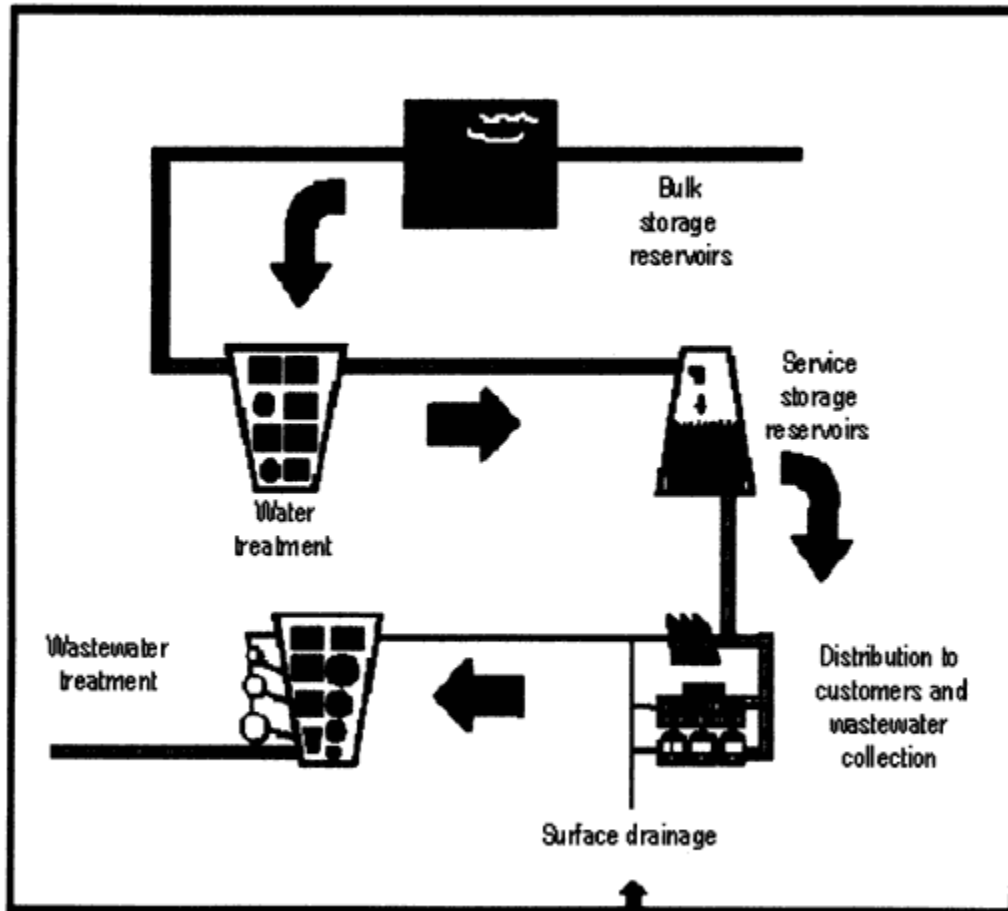 Bulk
storage
reservoirs
Service
storage
reservoirs
Water
treatment
Wastewater
treatment
Distribution to
customers and
wastewater
collection
Surface drainage